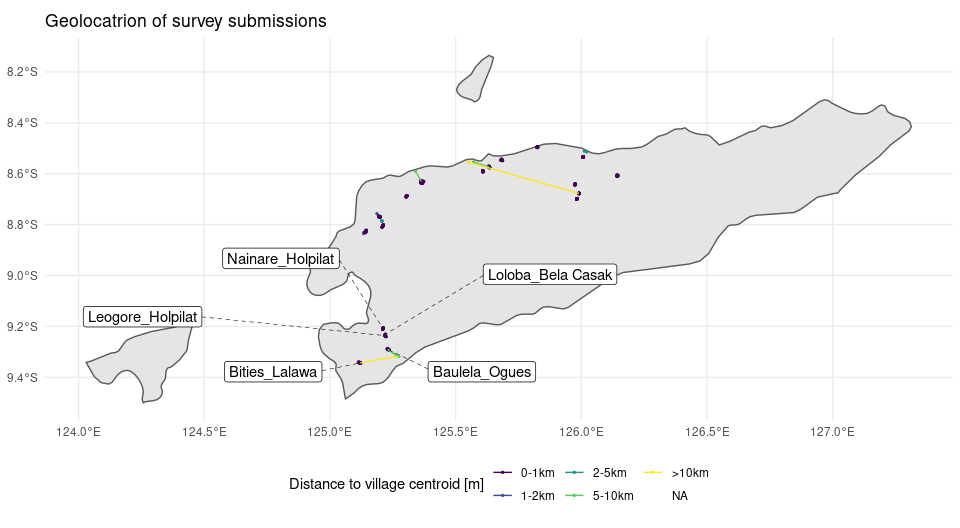 Geolocatrion of survey submissions
8.2°S
8.4°S
8.6°S
8.8°S
9.0°S
9.2°S
9.4°S
Nainare_Holpilat
Loloba_Bela Casak
Leogore_Holpilat
Bities_Lalawa
Baulela_Ogues
124.0°E 124.5°E 125.0°E 125.5°E 126.0°E 126.5°E 127.0°E
Distance to village centroid [m]
0-1km 2-5km >10km
1-2km 5-10km NA